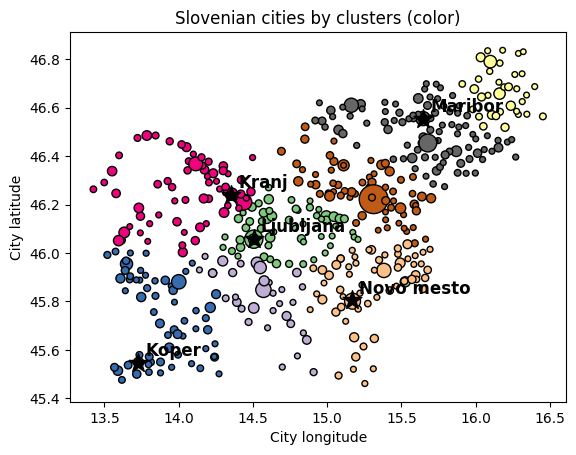 Slovenian cities by clusters (color)
46.8
46.6
46.4
46.2
46.0
45.8
45.6
45.4
City latitude
Maribor
Kranj
Ljubljana
Novo mesto
Koper
13.5 14.0 14.5 15.0 15.5 16.0 16.5
City longitude